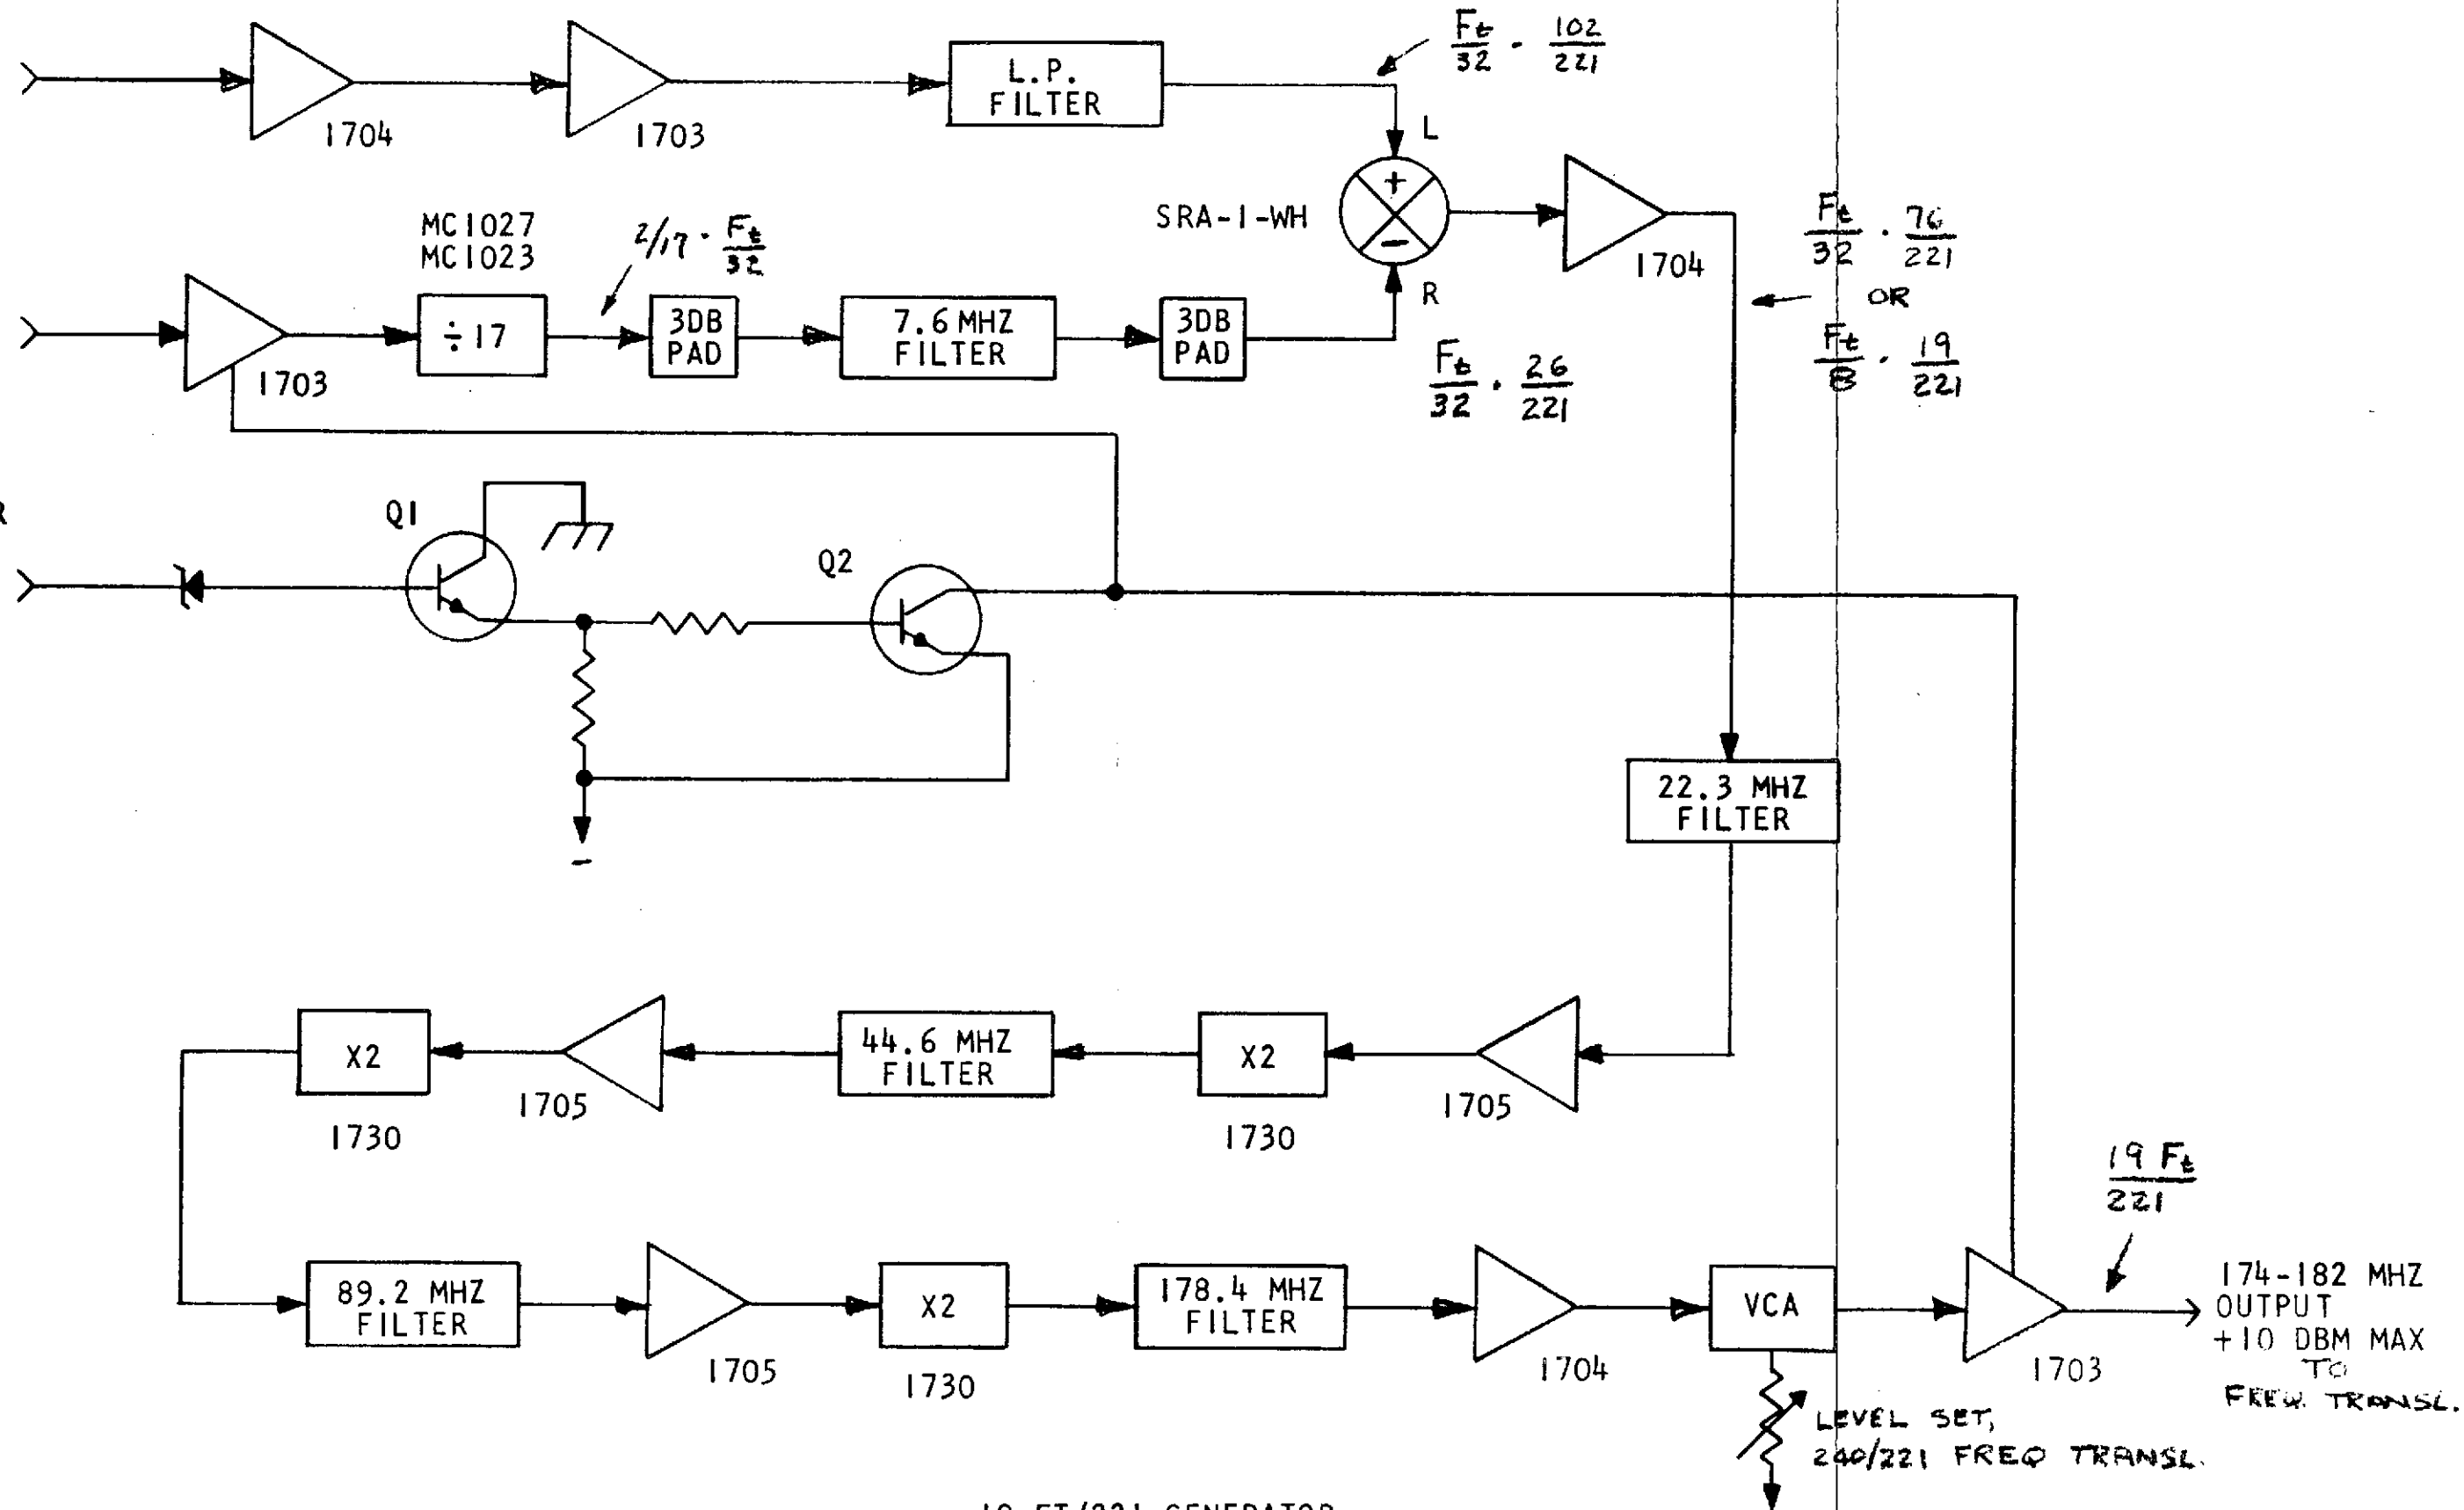 Ft/32 · 102/221
L.P.
FILTER
1704
1703
L
+
−
SRA-1-WH
1704
Ft/32 · 76/221
OR
Ft/8 · 19/221
MC1027
MC1023
2/17 · Ft/32
÷17
3DB
PAD
7.6 MHZ
FILTER
3DB
PAD
R
1703
Ft/32 · 26/221
R
Q1
Q2
22.3 MHZ
FILTER
−
X2
44.6 MHZ
FILTER
X2
1705
1705
1730
1730
19 Ft/221
89.2 MHZ
FILTER
X2
178.4 MHZ
FILTER
VCA
174-182 MHZ
OUTPUT
+10 DBM MAX
TO
FREQ. TRANSL.
1705
1730
1704
1703
LEVEL SET,
240/221 FREQ TRANSL.
19 FT/221 GENERATOR